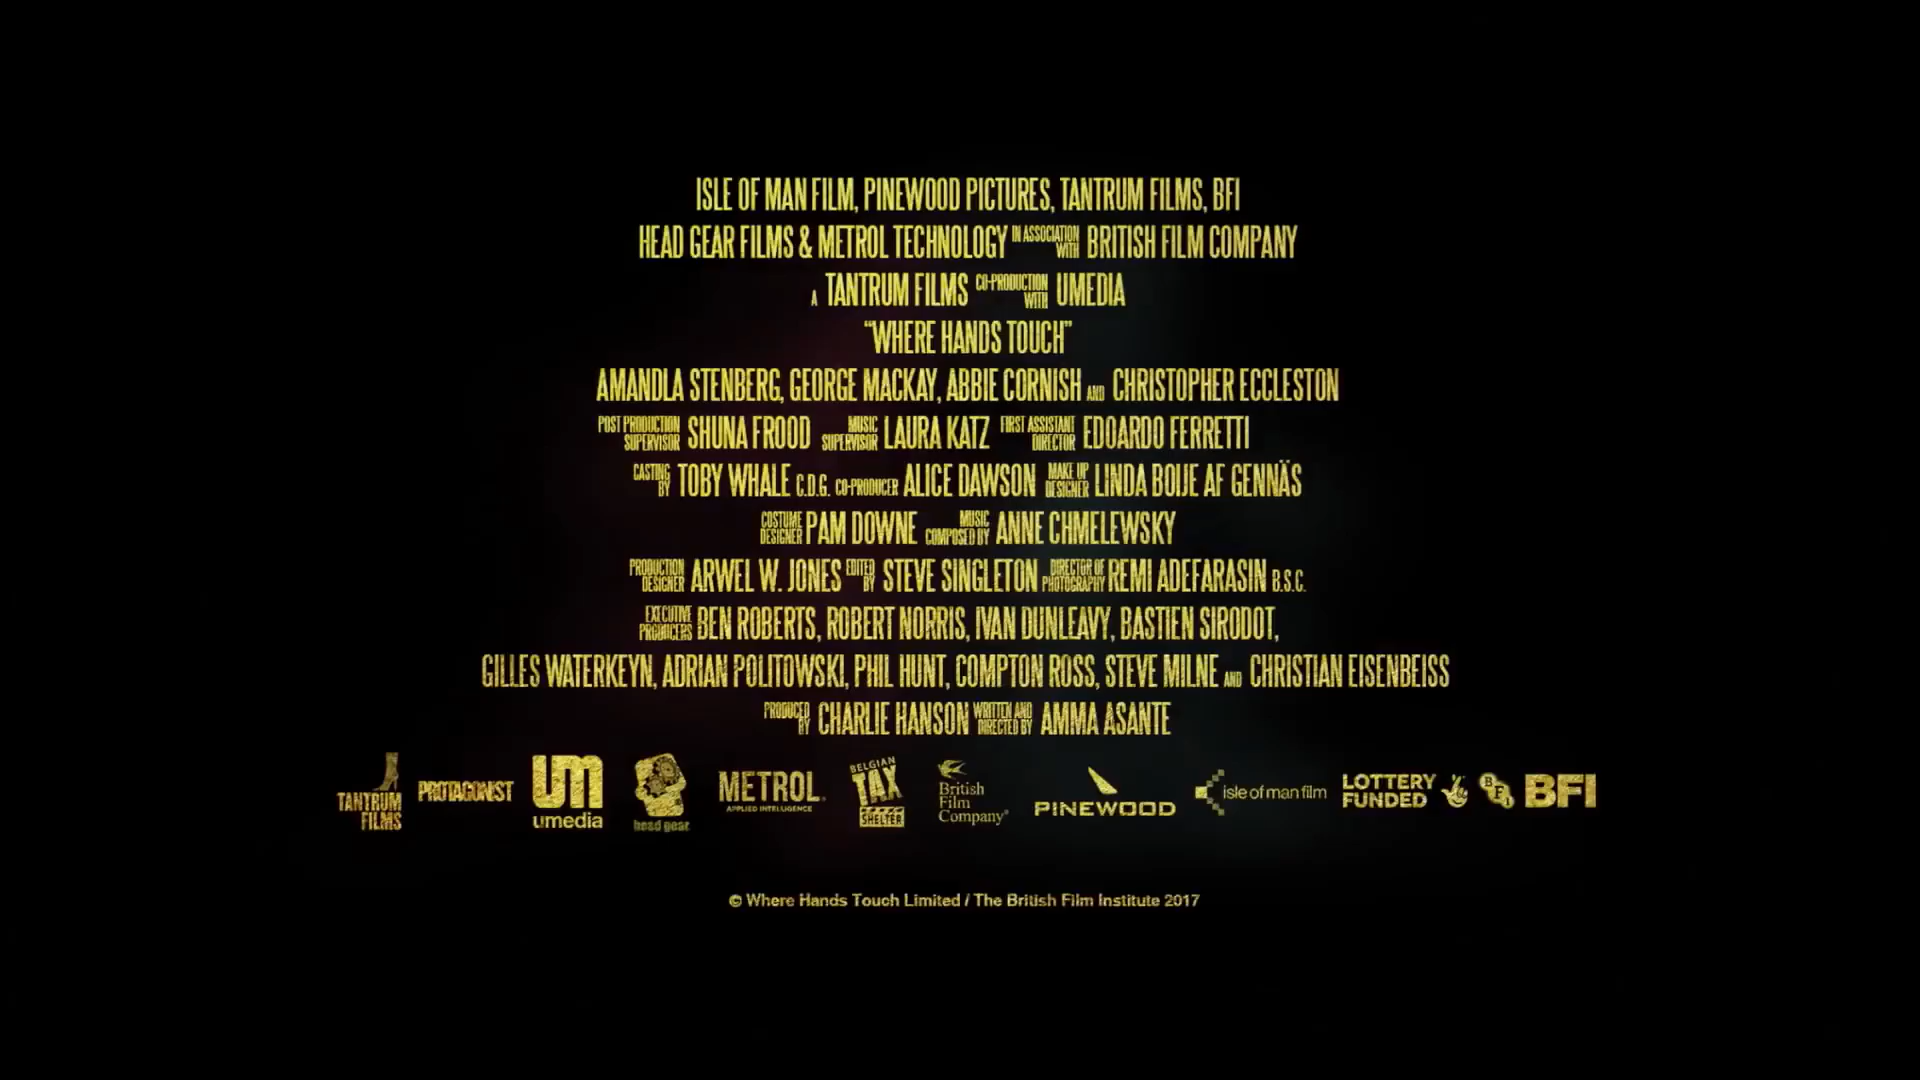 ISLE OF MAN FILM, PINEWOOD PICTURES, TANTRUM FILMS, BFI
HEAD GEAR FILMS & METROL TECHNOLOGY IN ASSOCIATION WITH BRITISH FILM COMPANY
A TANTRUM FILMS CO-PRODUCTION WITH UMEDIA
“WHERE HANDS TOUCH”
AMANDLA STENBERG, GEORGE MACKAY, ABBIE CORNISH AND CHRISTOPHER ECCLESTON
POST PRODUCTION SUPERVISOR SHUNA FROOD MUSIC SUPERVISOR LAURA KATZ FIRST ASSISTANT DIRECTOR EDOARDO FERRETTI
CASTING BY TOBY WHALE C.D.G. CO-PRODUCER ALICE DAWSON MAKE UP DESIGNER LINDA BOIJE AF GENNÄS
COSTUME DESIGNER PAM DOWNE MUSIC COMPOSED BY ANNE CHMELEWSKY
PRODUCTION DESIGNER ARWEL W. JONES EDITED BY STEVE SINGLETON DIRECTOR OF PHOTOGRAPHY REMI ADEFARASIN B.S.C.
EXECUTIVE PRODUCERS BEN ROBERTS, ROBERT NORRIS, IVAN DUNLEAVY, BASTIEN SIRODOT,
GILLES WATERKEYN, ADRIAN POLITOWSKI, PHIL HUNT, COMPTON ROSS, STEVE MILNE AND CHRISTIAN EISENBEISS
PRODUCED BY CHARLIE HANSON WRITTEN AND DIRECTED BY AMMA ASANTE
TANTRUM FILMS
PROTAGONIST
um
umedia
head gear
METROL
APPLIED INTELLIGENCE
BELGIAN TAX SHELTER
British Film Company®
PINEWOOD
isle of man film
LOTTERY FUNDED
BFI
BFI
© Where Hands Touch Limited / The British Film Institute 2017